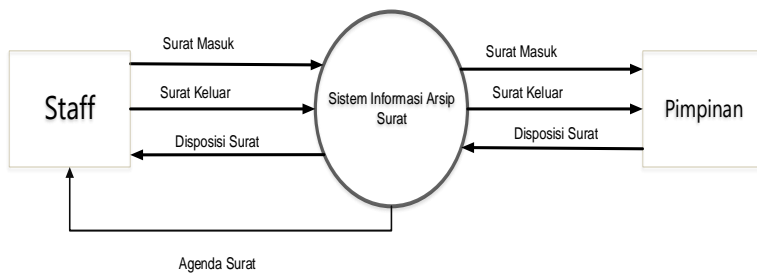 Surat Masuk
Surat Keluar
Disposisi Surat
Staff
Sistem Informasi Arsip
Surat
Surat Masuk
Surat Keluar
Disposisi Surat
Pimpinan
Agenda Surat